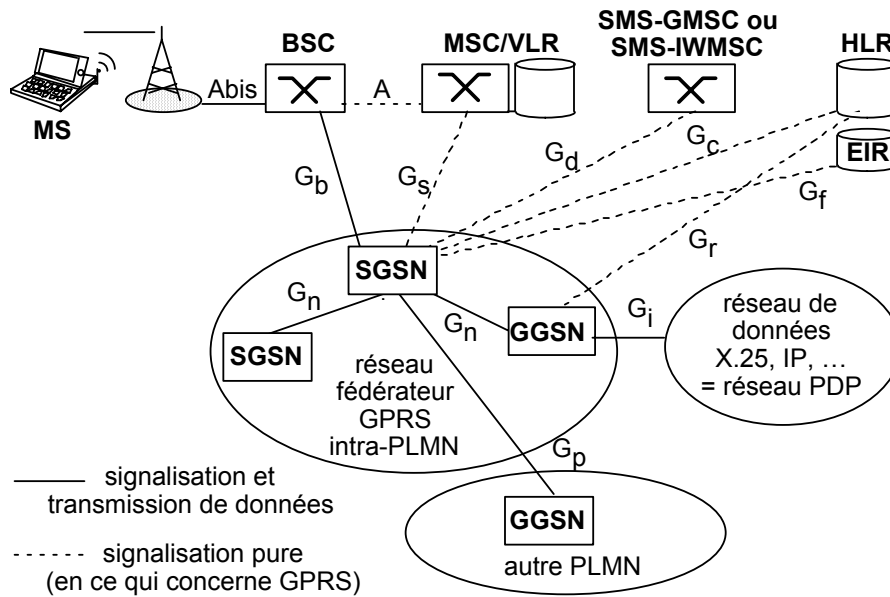 SMS-GMSC ou
SMS-IWMSC
BSC
MSC/VLR
HLR
MS
Abis
A
EIR
Gb
Gs
Gd
Gc
Gf
Gr
SGSN
Gn
Gn
GGSN
Gi
SGSN
réseau
fédérateur
GPRS
intra-PLMN
réseau de
données
X.25, IP, …
= réseau PDP
Gp
GGSN
autre PLMN
signalisation et
transmission de données
signalisation pure
(en ce qui concerne GPRS)